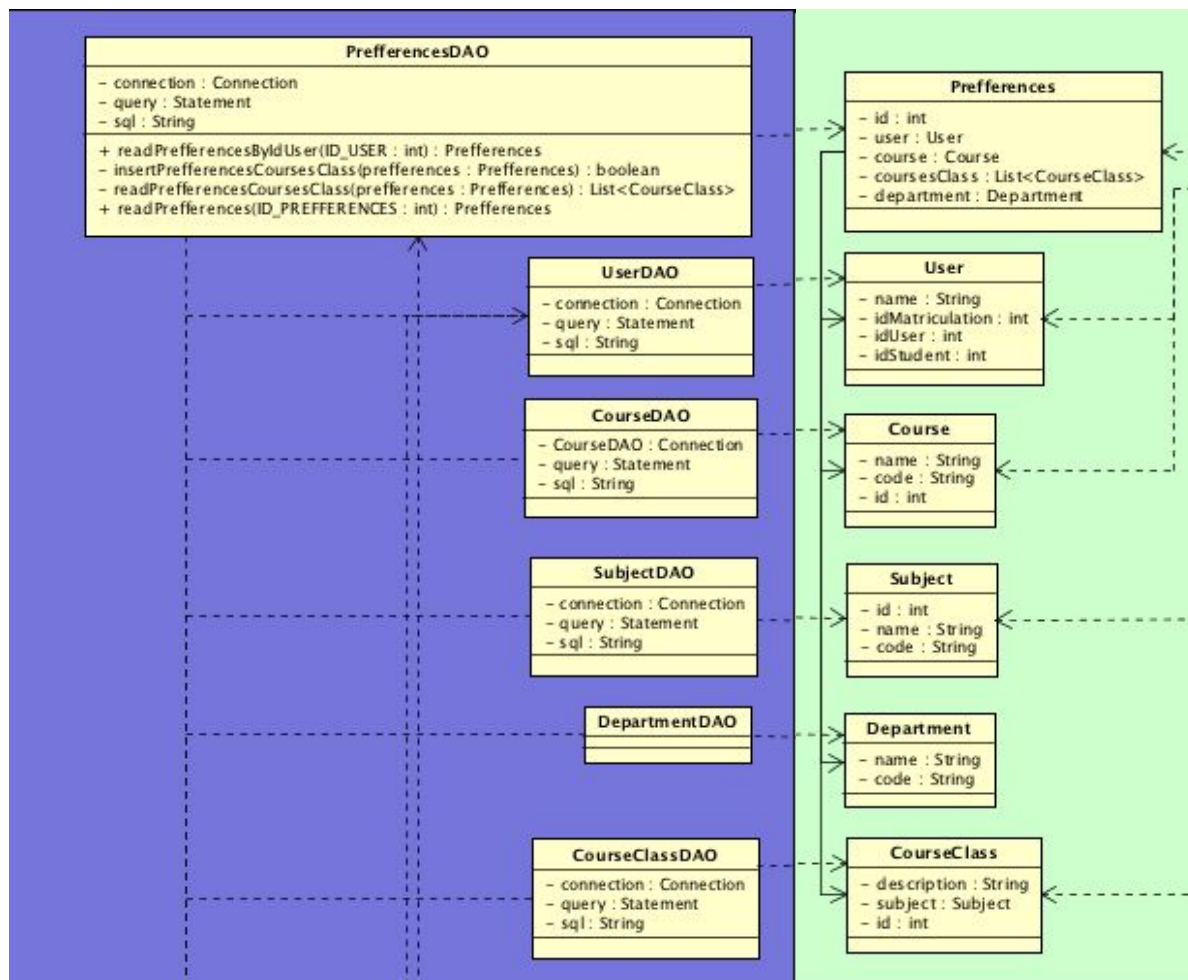 PrefferencesDAO
- connection : Connection
- query : Statement
- sql : String
+ readPrefferencesByIdUser(ID_USER : int) : Prefferences
- insertPrefferencesCoursesClass(prefferences : Prefferences) : boolean
- readPrefferencesCoursesClass(prefferences : Prefferences) : List<CourseClass>
+ readPrefferences(ID_PREFFERENCES : int) : Prefferences
Prefferences
- id : int
- user : User
- course : Course
- coursesClass : List<CourseClass>
- department : Department
UserDAO
- connection : Connection
- query : Statement
- sql : String
User
- name : String
- idMatriculation : int
- idUser : int
- idStudent : int
CourseDAO
- CourseDAO : Connection
- query : Statement
- sql : String
Course
- name : String
- code : String
- id : int
SubjectDAO
- connection : Connection
- query : Statement
- sql : String
Subject
- id : int
- name : String
- code : String
DepartmentDAO
Department
- name : String
- code : String
CourseClassDAO
- connection : Connection
- query : Statement
- sql : String
CourseClass
- description : String
- subject : Subject
- id : int